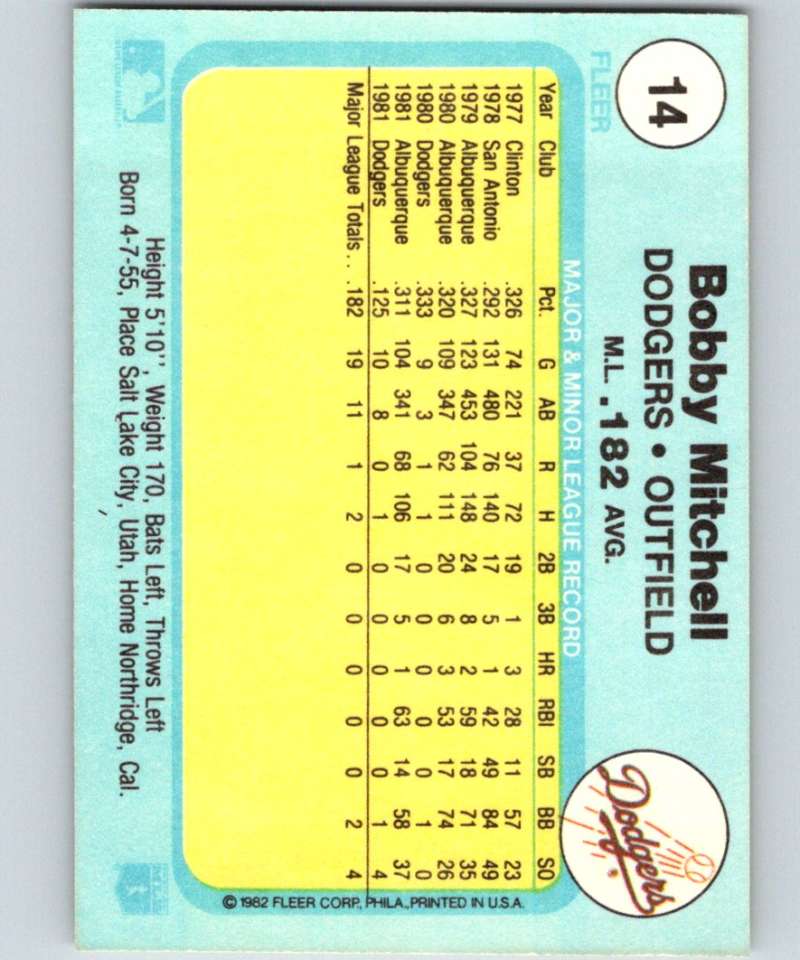 14
FLEER
Bobby Mitchell
DODGERS • OUTFIELD
M.L. .182 AVG.
Dodgers
MAJOR & MINOR LEAGUE RECORD
Year Club Pct. G AB R H 2B 3B HR RBI SB BB SO
1977 Clinton .326 74 221 37 72 19 1 3 28 11 57 23
1978 San Antonio .292 131 480 76 140 17 5 1 42 49 84 49
1979 Albuquerque .327 123 453 104 148 24 8 2 59 18 71 35
1980 Albuquerque .320 109 347 62 111 20 6 3 53 17 74 26
1980 Dodgers .333 9 3 1 1 0 0 0 0 0 1 0
1981 Albuquerque .311 104 341 68 106 17 5 1 63 14 58 37
1981 Dodgers .125 10 8 0 1 0 0 0 0 0 1 4
Major League Totals . . .182 19 11 1 2 0 0 0 0 0 2 4
Height 5'10", Weight 170, Bats Left, Throws Left
Born 4-7-55, Place Salt Lake City, Utah, Home Northridge, Cal.
© 1982 FLEER CORP., PHILA., PRINTED IN U.S.A.